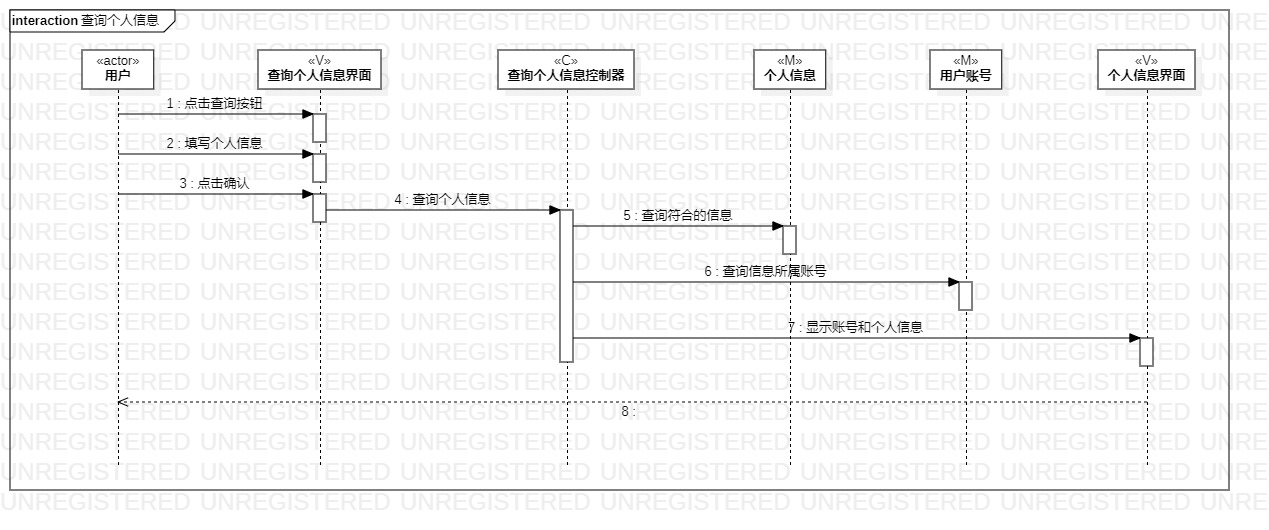 interaction 查询个人信息
«actor»
用户
«V»
查询个人信息界面
«C»
查询个人信息控制器
«M»
个人信息
«M»
用户账号
«V»
个人信息界面
1 : 点击查询按钮
2 : 填写个人信息
3 : 点击确认
4 : 查询个人信息
5 : 查询符合的信息
6 : 查询信息所属账号
7 : 显示账号和个人信息
8 :
UNREGISTERED UNREGISTERED UNREGISTERED UNREGISTERED UNREGISTERED UNREGISTERED